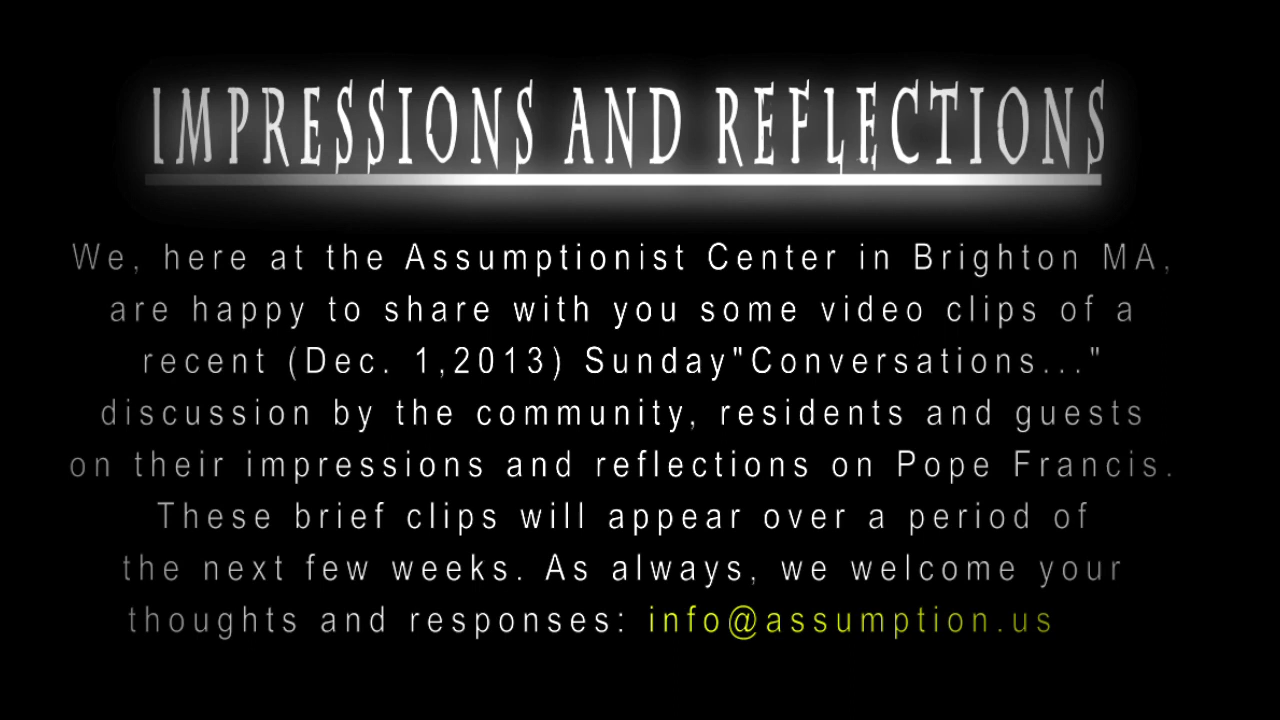 IMPRESSIONS AND REFLECTIONS
We, here at the Assumptionist Center in Brighton MA,
are happy to share with you some video clips of a
recent (Dec. 1,2013) Sunday"Conversations..."
discussion by the community, residents and guests
on their impressions and reflections on Pope Francis.
These brief clips will appear over a period of
the next few weeks. As always, we welcome your
thoughts and responses: info@assumption.us